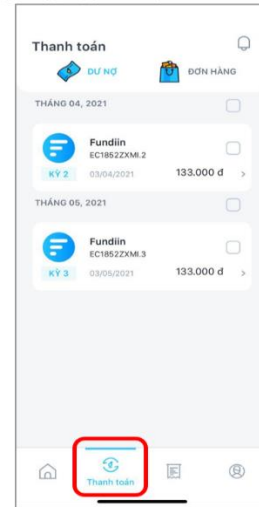 Thanh toán
DƯ NỢ
ĐƠN HÀNG
THÁNG 04, 2021
Fundiin
EC1852ZXMI.2
KỲ 2
03/04/2021
133.000 đ
THÁNG 05, 2021
Fundiin
EC1852ZXMI.3
KỲ 3
03/05/2021
133.000 đ
Thanh toán